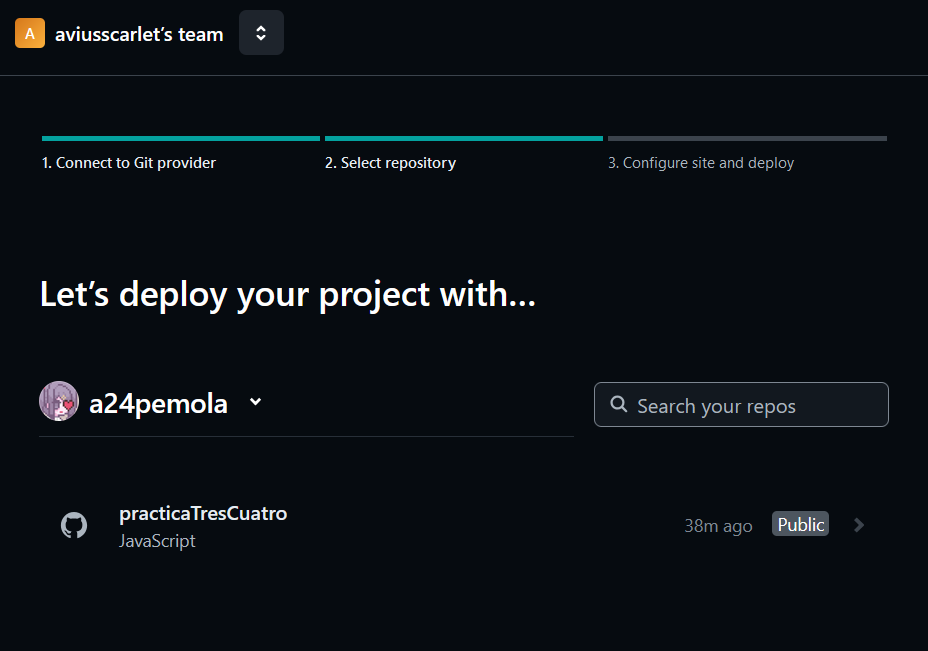 A aviusscarlet's team
1. Connect to Git provider 2. Select repository 3. Configure site and deploy
Let's deploy your project with...
a24pemola Search your repos
practicaTresCuatro
JavaScript
38m ago Public